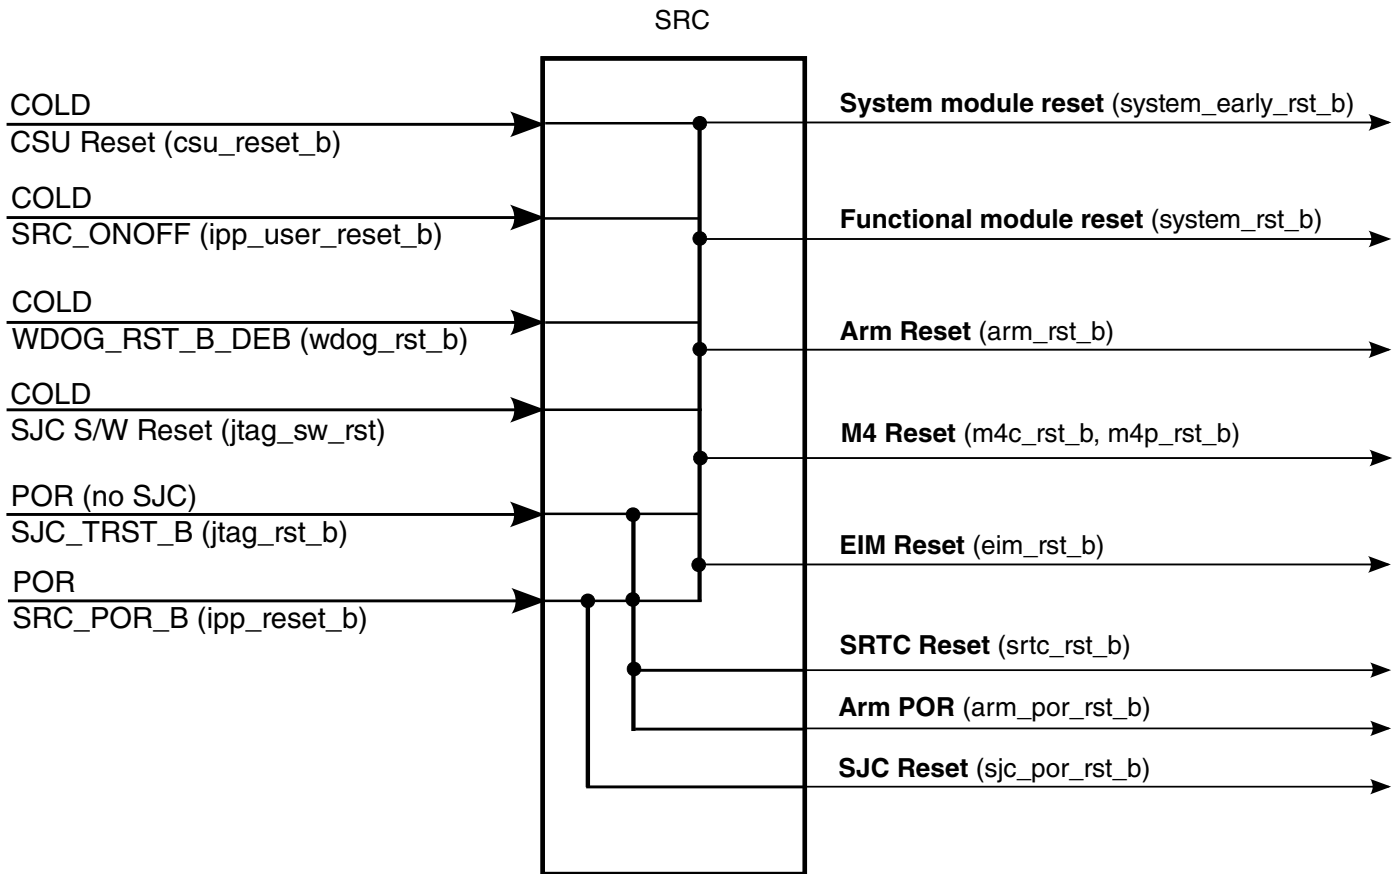 SRC
COLD
CSU Reset (csu_reset_b)
COLD
SRC_ONOFF (ipp_user_reset_b)
COLD
WDOG_RST_B_DEB (wdog_rst_b)
COLD
SJC S/W Reset (jtag_sw_rst)
POR (no SJC)
SJC_TRST_B (jtag_rst_b)
POR
SRC_POR_B (ipp_reset_b)
System module reset (system_early_rst_b)
Functional module reset (system_rst_b)
Arm Reset (arm_rst_b)
M4 Reset (m4c_rst_b, m4p_rst_b)
EIM Reset (eim_rst_b)
SRTC Reset (srtc_rst_b)
Arm POR (arm_por_rst_b)
SJC Reset (sjc_por_rst_b)